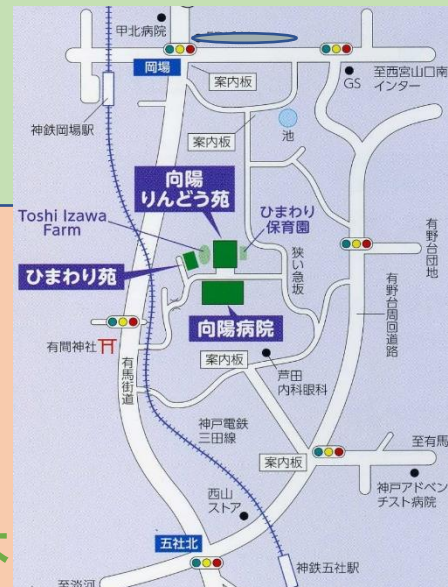 甲北病院
岡場
案内板
GS
至西宮山口南
インター
神鉄岡場駅
案内板
池
向陽
りんどう苑
ひまわり
保育園
Toshi Izawa
Farm
ひまわり苑
狭い急坂
有野台団地
有野台周回道路
向陽病院
有間神社
有馬街道
案内板
芦田
内科眼科
神戸電鉄
三田線
至有馬
案内板
神戸アドベン
チスト病院
西山
ストア
五社北
神鉄五社駅
至淡河